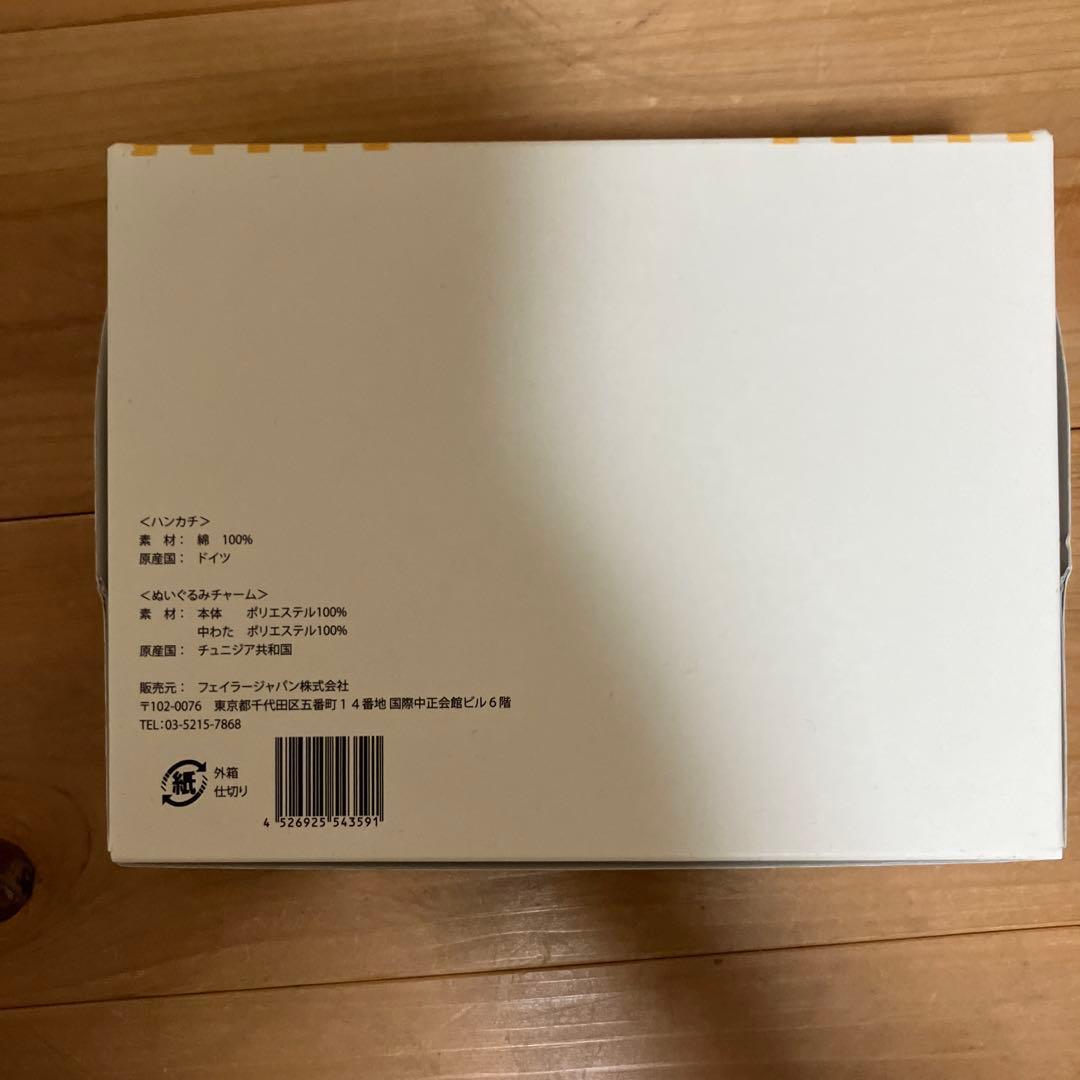 ＜ハンカチ＞
素　材：　綿　100%
原産国：　ドイツ
＜ぬいぐるみチャーム＞
素　材：　本体　　ポリエステル100%
中わた　ポリエステル100%
原産国：　チュニジア共和国
販売元：　フェイラージャパン株式会社
〒102-0076　東京都千代田区五番町１４番地 国際中正会館ビル６階
TEL：03-5215-7868
紙
外箱
仕切り
4 526925 543591